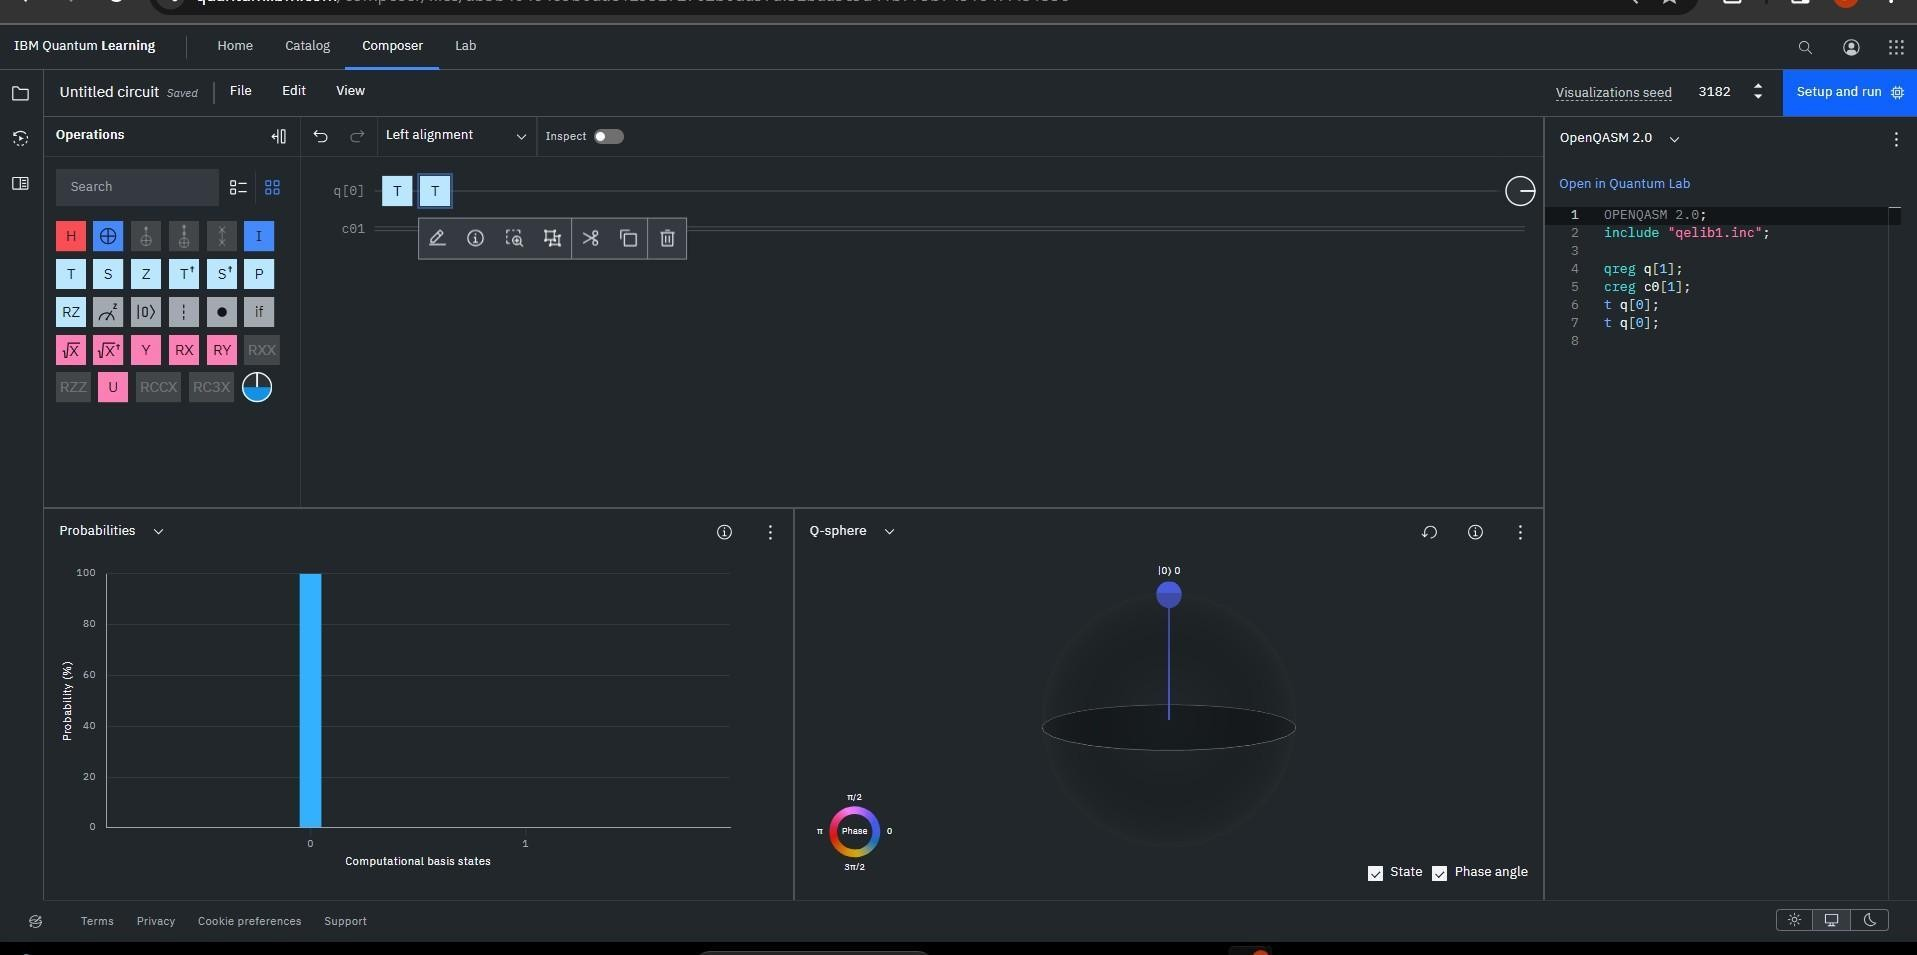 IBM Quantum Learning Home Catalog Composer Lab
Untitled circuit Saved File Edit View Visualizations seed 3182 Setup and run
Operations Left alignment Inspect
Search
H I
T S Z T† S† P
RZ z |0⟩ if
√X √X† Y RX RY RXX
RZZ U RCCX RC3X
q[0] T T
c01
OpenQASM 2.0
Open in Quantum Lab
1 OPENQASM 2.0;
2 include "qelib1.inc";
3
4 qreg q[1];
5 creg c0[1];
6 t q[0];
7 t q[0];
8
Probabilities
100
80
60
40
20
0
Probability (%)
0 1
Computational basis states
Q-sphere
|0⟩ 0
π/2
π Phase 0
3π/2
State Phase angle
Terms Privacy Cookie preferences Support